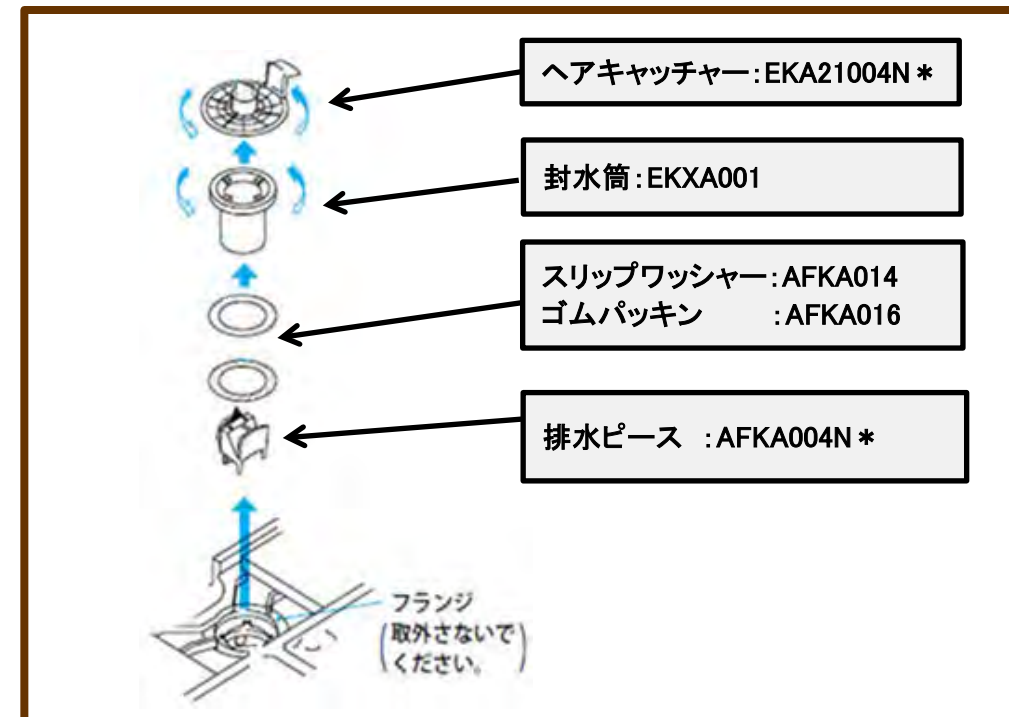 ヘアキャッチャー：EKA21004N＊
封水筒：EKXA001
スリップワッシャー：AFKA014
ゴムパッキン　　：AFKA016
排水ピース　：AFKA004N＊
フランジ
（取外さないで
ください。）